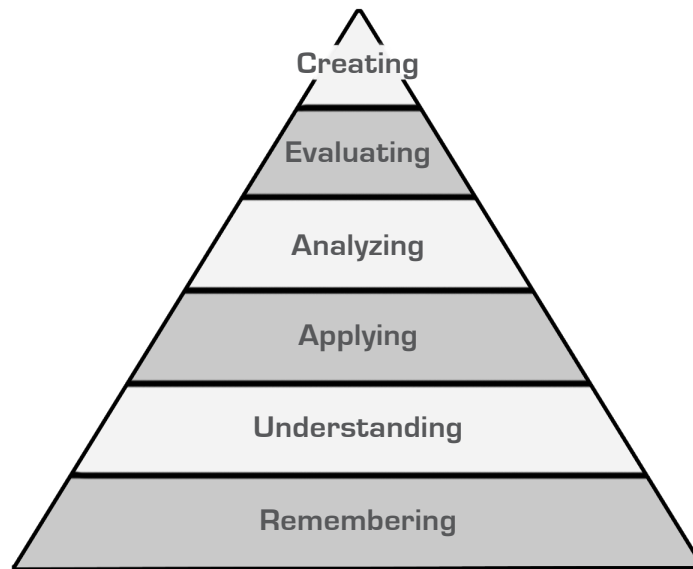 Creating
Evaluating
Analyzing
Applying
Understanding
Remembering